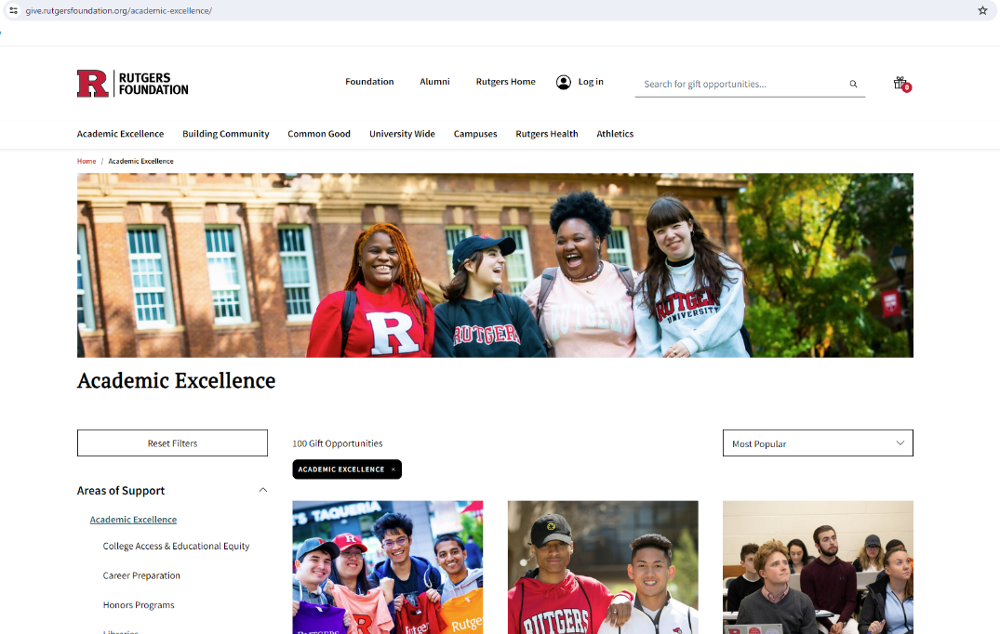 give.rutgersfoundation.org/academic-excellence/
R RUTGERS
FOUNDATION
Foundation Alumni Rutgers Home Log in Search for gift opportunities... 0
Academic Excellence Building Community Common Good University Wide Campuses Rutgers Health Athletics
Home / Academic Excellence
R RUTGERS RUTGERS RUTGERS
UNIVERSITY
Academic Excellence
Reset Filters 100 Gift Opportunities Most Popular
ACADEMIC EXCELLENCE ×
Areas of Support
Academic Excellence
College Access & Educational Equity
Career Preparation
Honors Programs
Libraries
TAQUERIA
R
R
RUTGERS
Rutge
RUTGERS
R